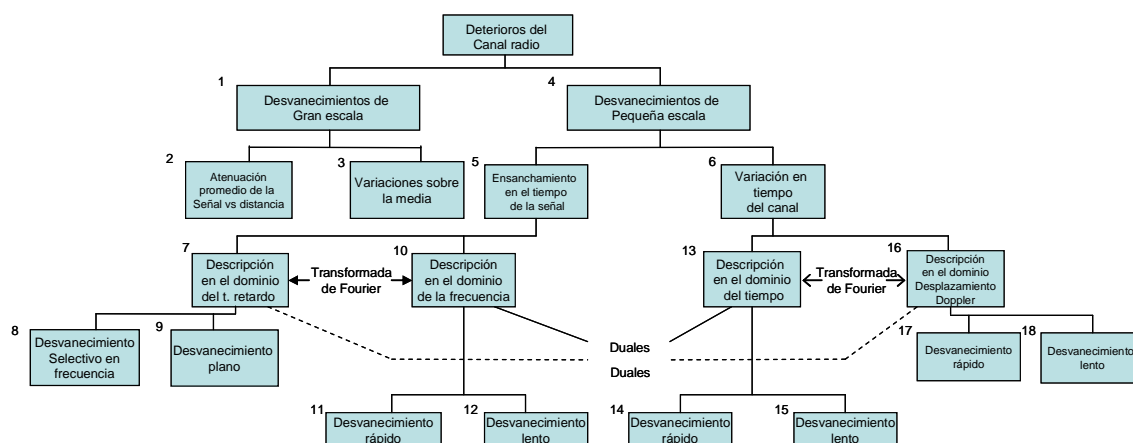 Deterioros del
Canal radio
1
Desvanecimientos de
Gran escala
4
Desvanecimientos de
Pequeña escala
2
Atenuación
promedio de la
Señal vs distancia
3
Variaciones sobre
la media
5
Ensanchamiento
en el tiempo
de la señal
6
Variación en
tiempo
del canal
7
Descripción
en el dominio
del t. retardo
Transformada
de Fourier
10
Descripción
en el dominio
de la frecuencia
13
Descripción
en el dominio
del tiempo
Transformada
de Fourier
16
Descripción
en el dominio
Desplazamiento
Doppler
8
Desvanecimiento
Selectivo en
frecuencia
9
Desvanecimiento
plano
Duales
Duales
17
Desvanecimiento
rápido
18
Desvanecimiento
lento
11
Desvanecimiento
rápido
12
Desvanecimiento
lento
14
Desvanecimiento
rápido
15
Desvanecimiento
lento